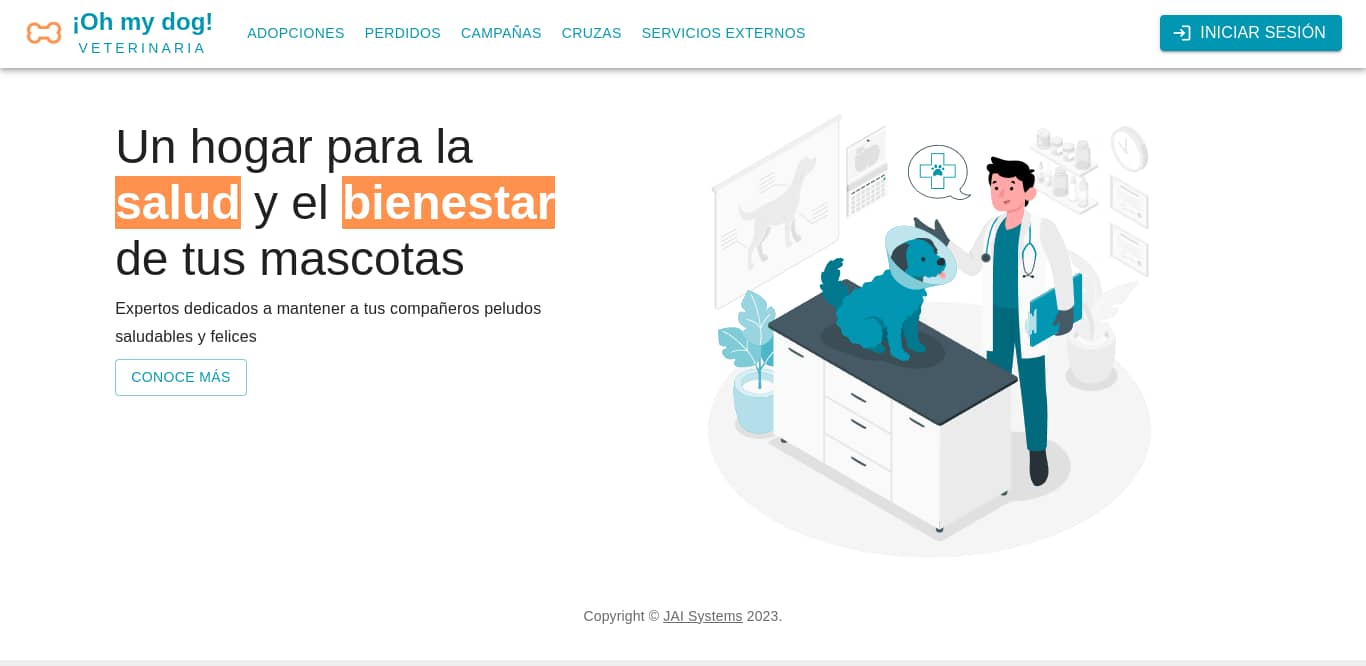 ¡Oh my dog!
VETERINARIA
ADOPCIONES PERDIDOS CAMPAÑAS CRUZAS SERVICIOS EXTERNOS
INICIAR SESIÓN
Un hogar para la
salud y el bienestar
de tus mascotas
Expertos dedicados a mantener a tus compañeros peludos
saludables y felices
CONOCE MÁS
Copyright © JAI Systems 2023.